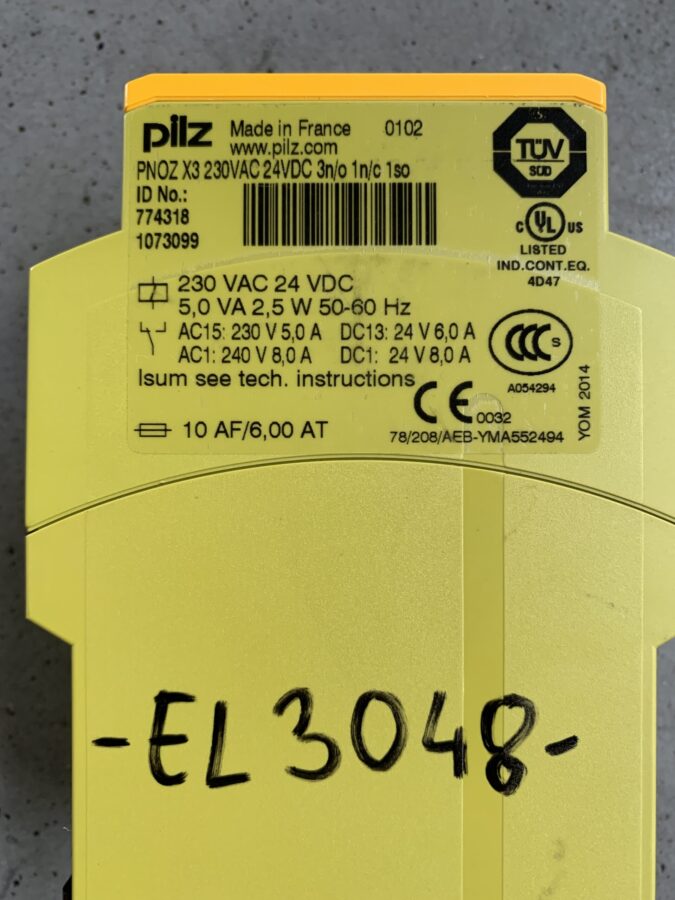 pilz Made in France 0102
www.pilz.com
PNOZ X3 230VAC 24VDC 3n/o 1n/c 1so
ID No.:
774318
1073099
TÜV
SÜD
C UL US
LISTED
IND.CONT.EQ.
4D47
230 VAC 24 VDC
5,0 VA 2,5 W 50-60 Hz
AC15: 230 V 5,0 A DC13: 24 V 6,0 A
AC1: 240 V 8,0 A DC1: 24 V 8,0 A
Isum see tech. instructions
CCC S
A054294
CE 0032
10 AF/6,00 AT
78/208/AEB-YMA552494
YOM 2014
-EL3048-